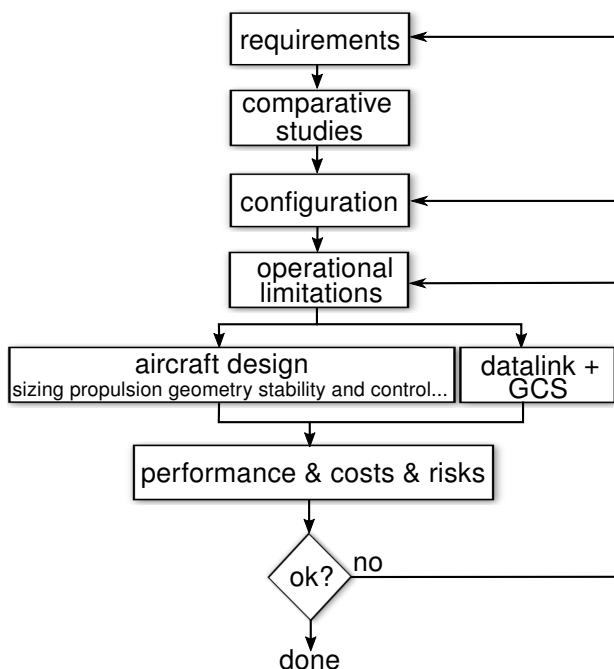 requirements
comparative
studies
configuration
operational
limitations
aircraft design
sizing propulsion geometry stability and control...
datalink +
GCS
performance & costs & risks
ok?
no
done